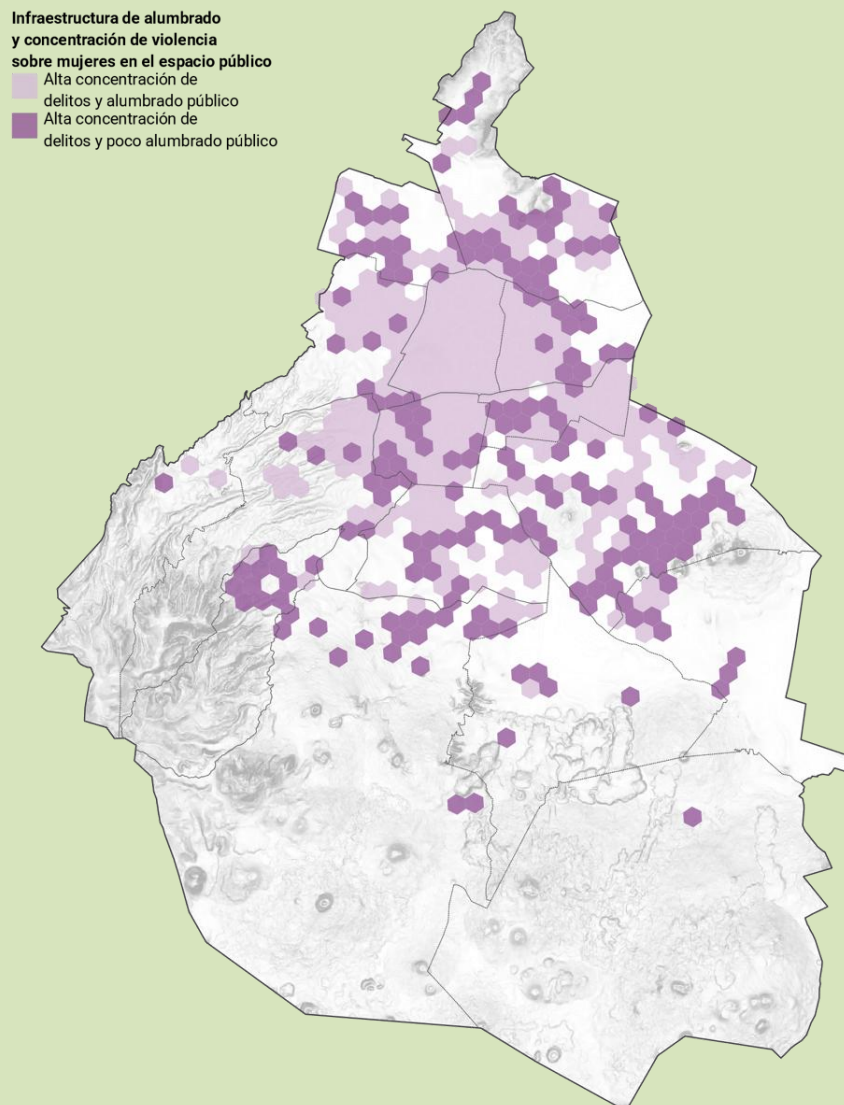 Infraestructura de alumbrado
y concentración de violencia
sobre mujeres en el espacio público
Alta concentración de
delitos y alumbrado público
Alta concentración de
delitos y poco alumbrado público